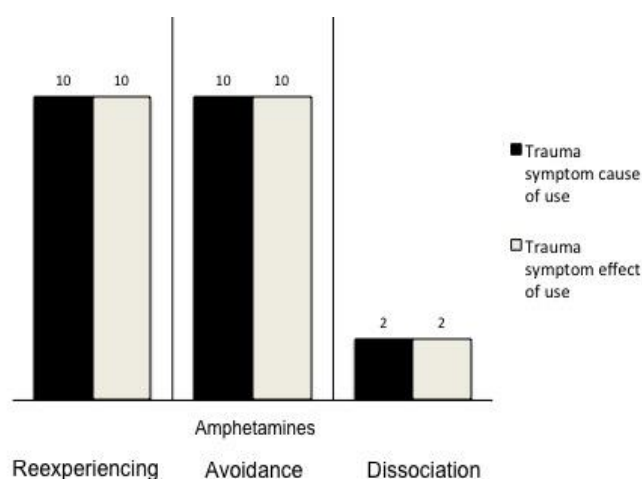 10 10 10 10
2 2
Trauma
symptom cause
of use
Trauma
symptom effect
of use
Amphetamines
Reexperiencing Avoidance Dissociation